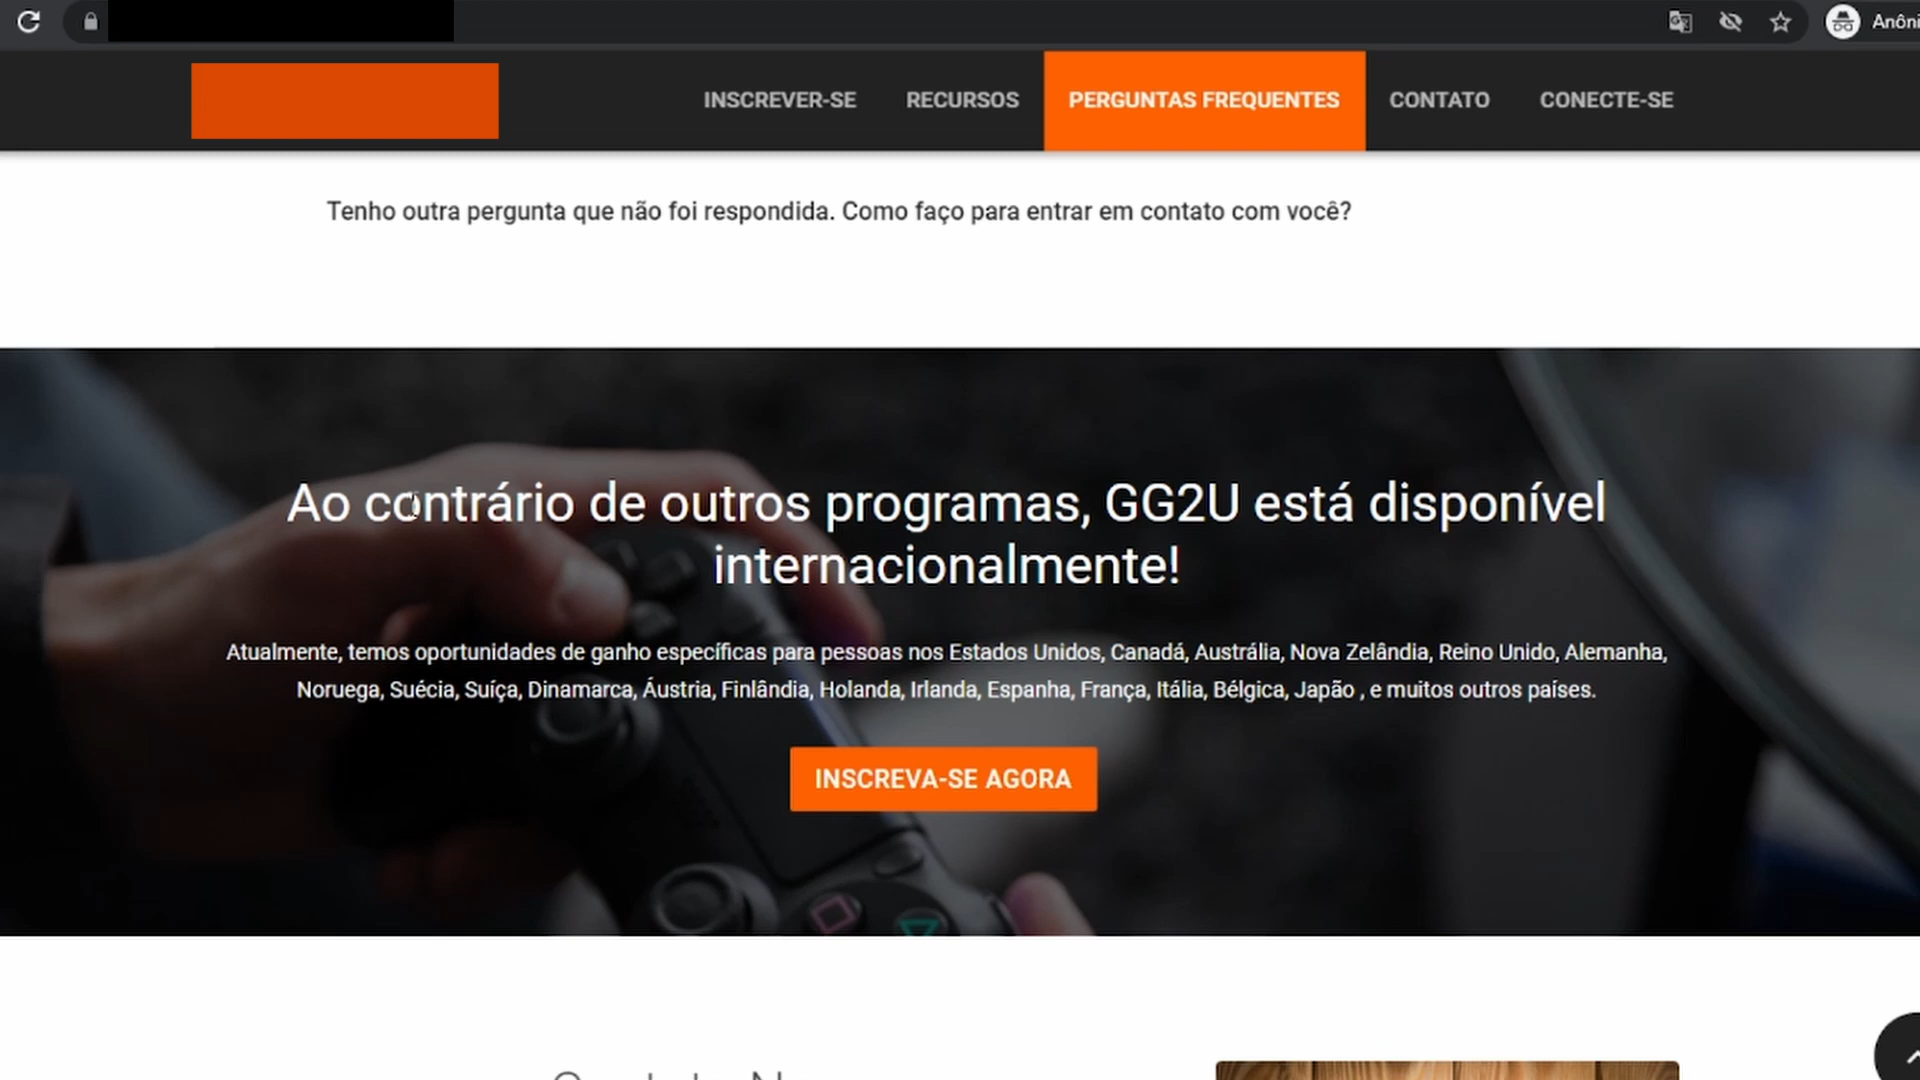 Anôni
INSCREVER-SE RECURSOS PERGUNTAS FREQUENTES CONTATO CONECTE-SE
Tenho outra pergunta que não foi respondida. Como faço para entrar em contato com você?
Ao contrário de outros programas, GG2U está disponível
internacionalmente!
Atualmente, temos oportunidades de ganho específicas para pessoas nos Estados Unidos, Canadá, Austrália, Nova Zelândia, Reino Unido, Alemanha,
Noruega, Suécia, Suíça, Dinamarca, Áustria, Finlândia, Holanda, Irlanda, Espanha, França, Itália, Bélgica, Japão , e muitos outros países.
INSCREVA-SE AGORA